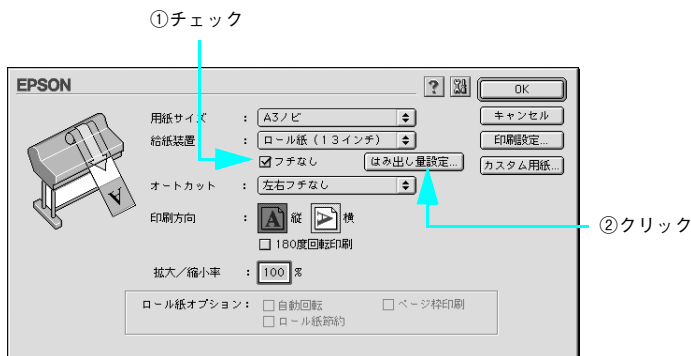 ①チェック
EPSON
OK
用紙サイズ : A3ノビ
キャンセル
給紙装置 : ロール紙（13インチ）
印刷設定...
フチなし はみ出し量設定...
カスタム用紙...
オートカット : 左右フチなし
印刷方向 : A 縦 A 横
②クリック
180度回転印刷
拡大／縮小率 : 100 %
ロール紙オプション： 自動回転 ページ枠印刷
ロール紙節約